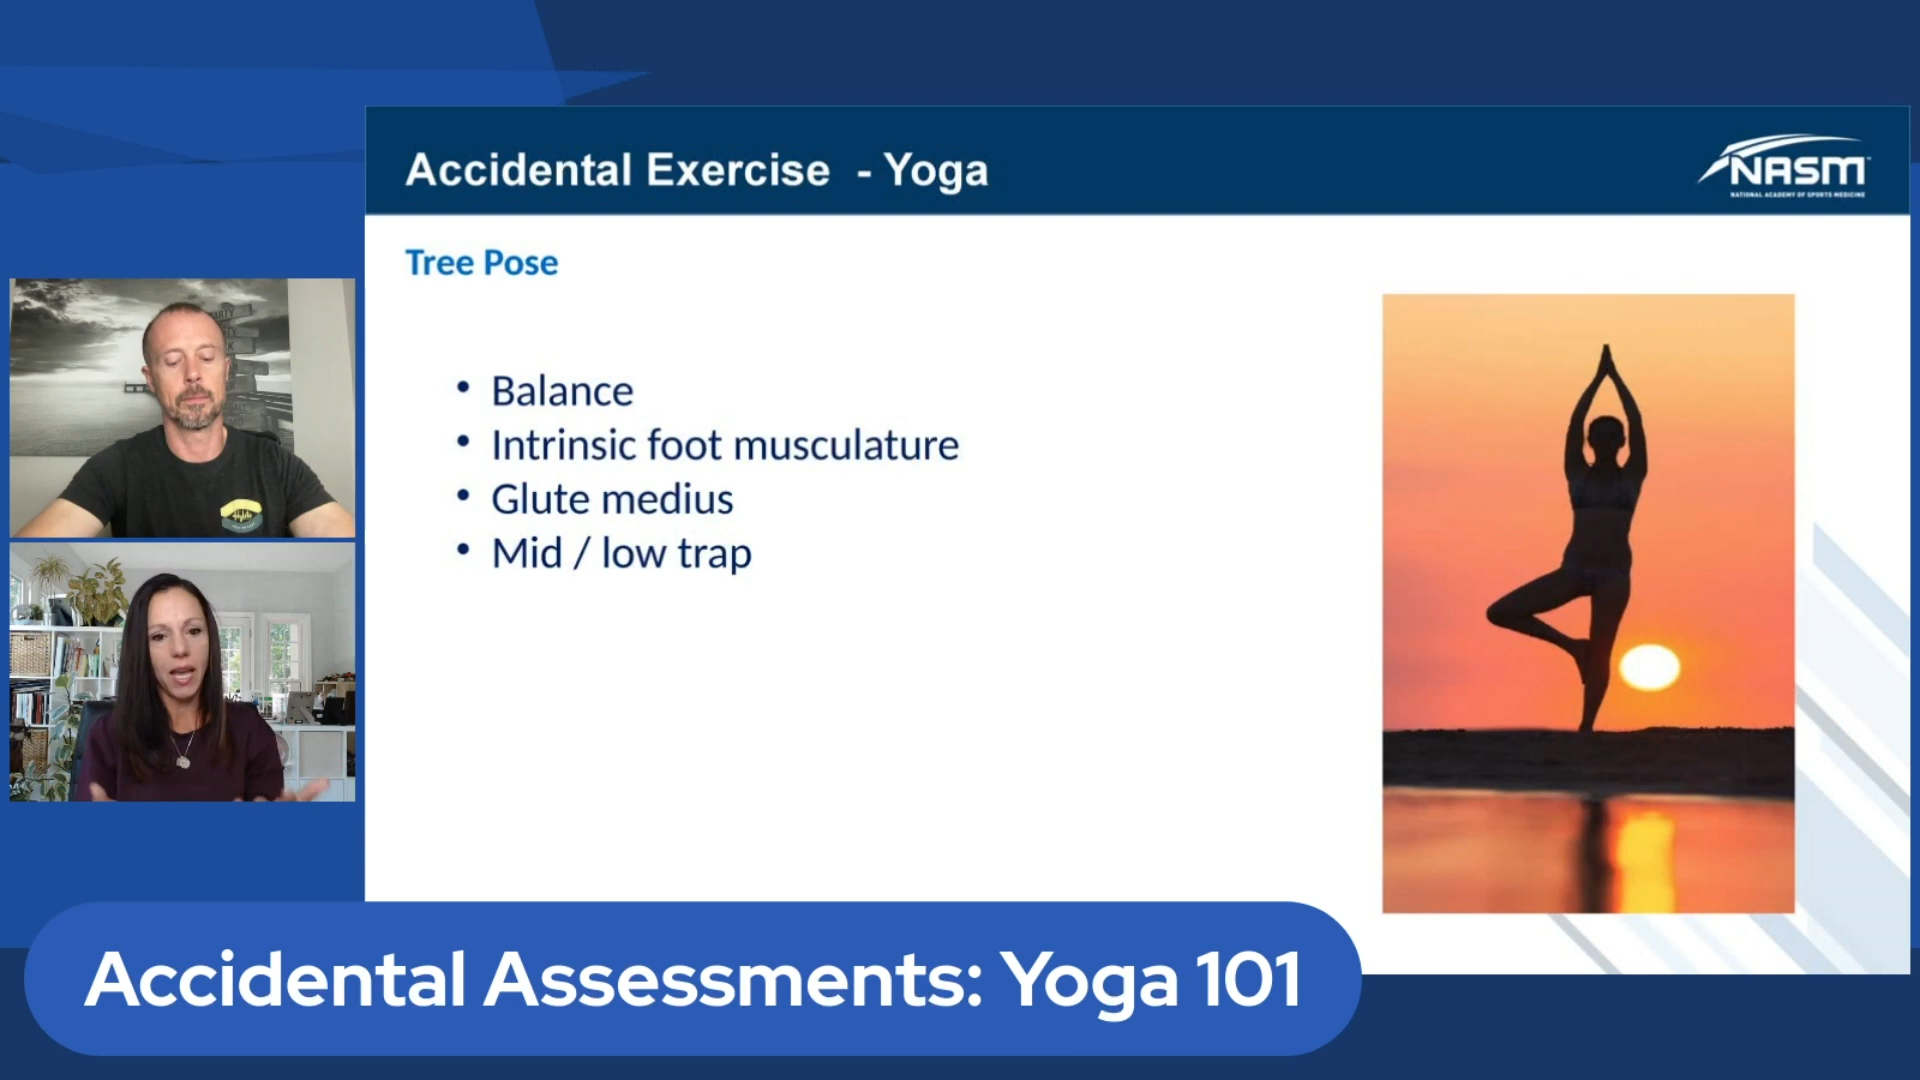 Accidental Exercise - Yoga
NASM
NATIONAL ACADEMY OF SPORTS MEDICINE
Tree Pose
• Balance
• Intrinsic foot musculature
• Glute medius
• Mid / low trap
Accidental Assessments: Yoga 101